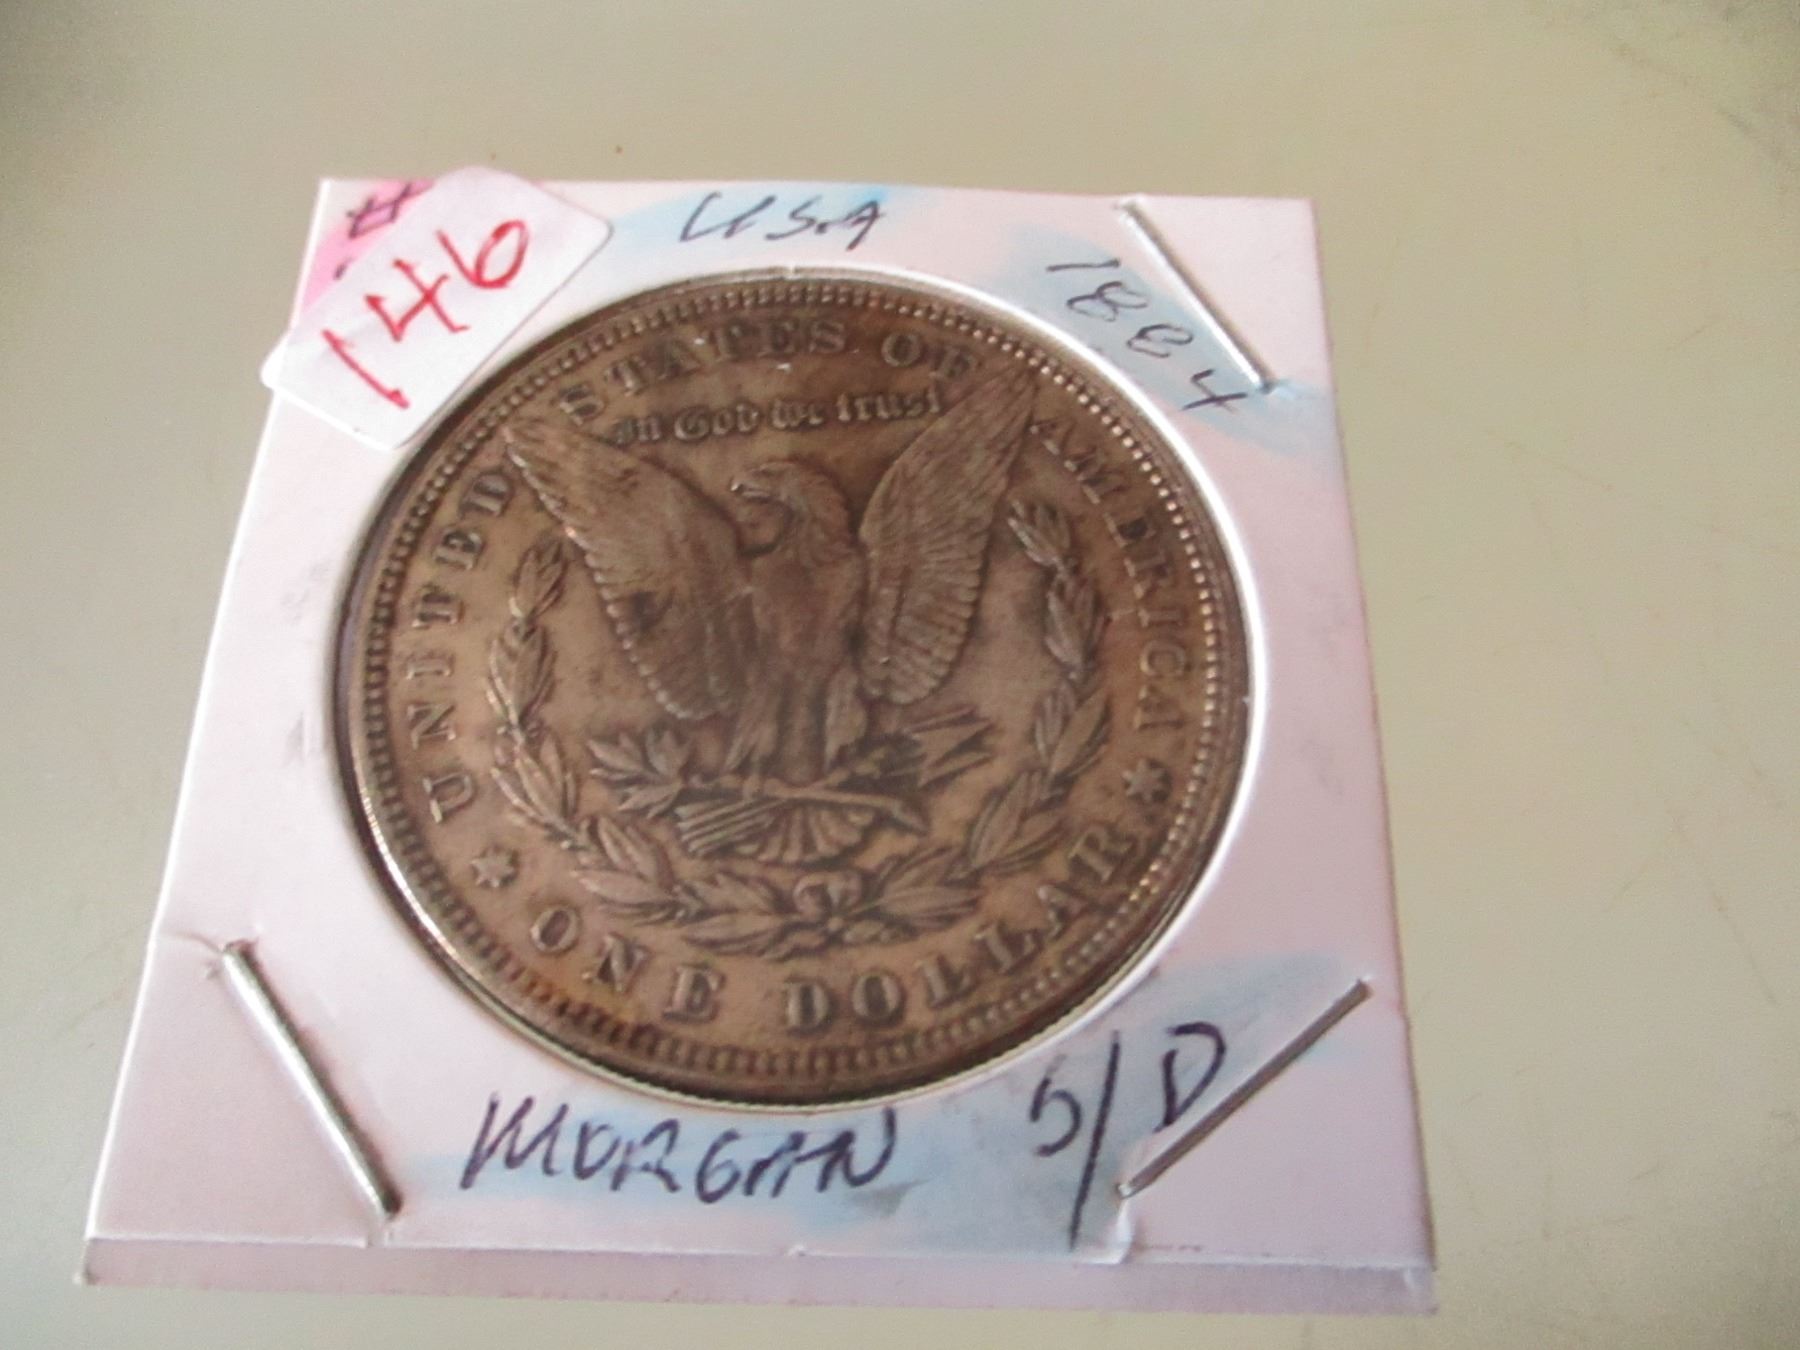 #
146
USA
1884
UNITED STATES OF AMERICA
In God we trust
ONE DOLLAR
MORGAN S/D